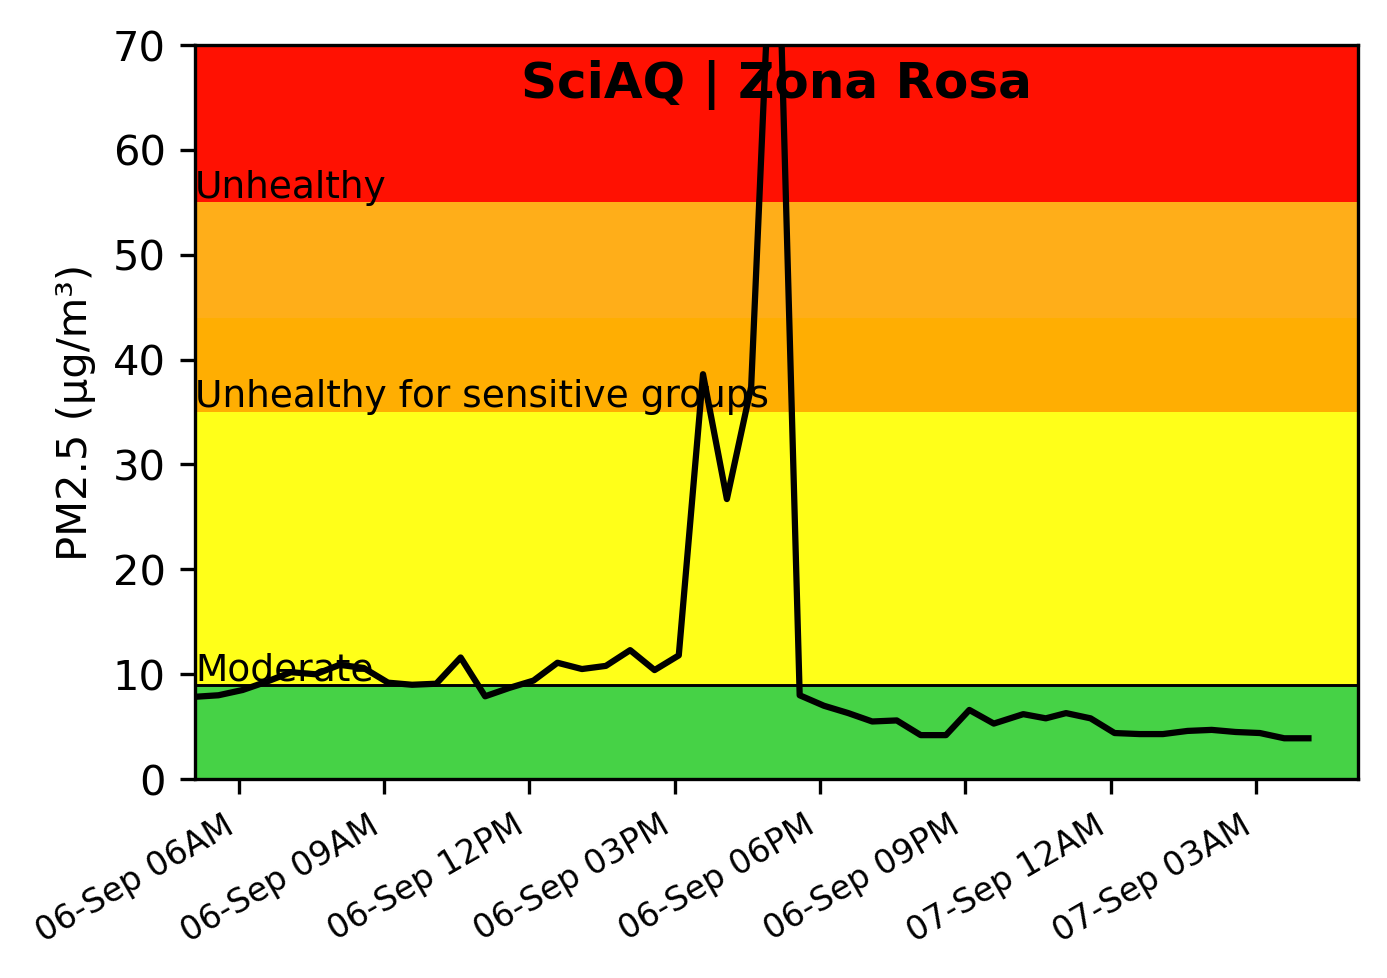 SciAQ | Zona Rosa
PM2.5 (µg/m³)
70
60
50
40
30
20
10
0
Unhealthy
Unhealthy for sensitive groups
Moderate
06-Sep 06AM
06-Sep 09AM
06-Sep 12PM
06-Sep 03PM
06-Sep 06PM
06-Sep 09PM
07-Sep 12AM
07-Sep 03AM